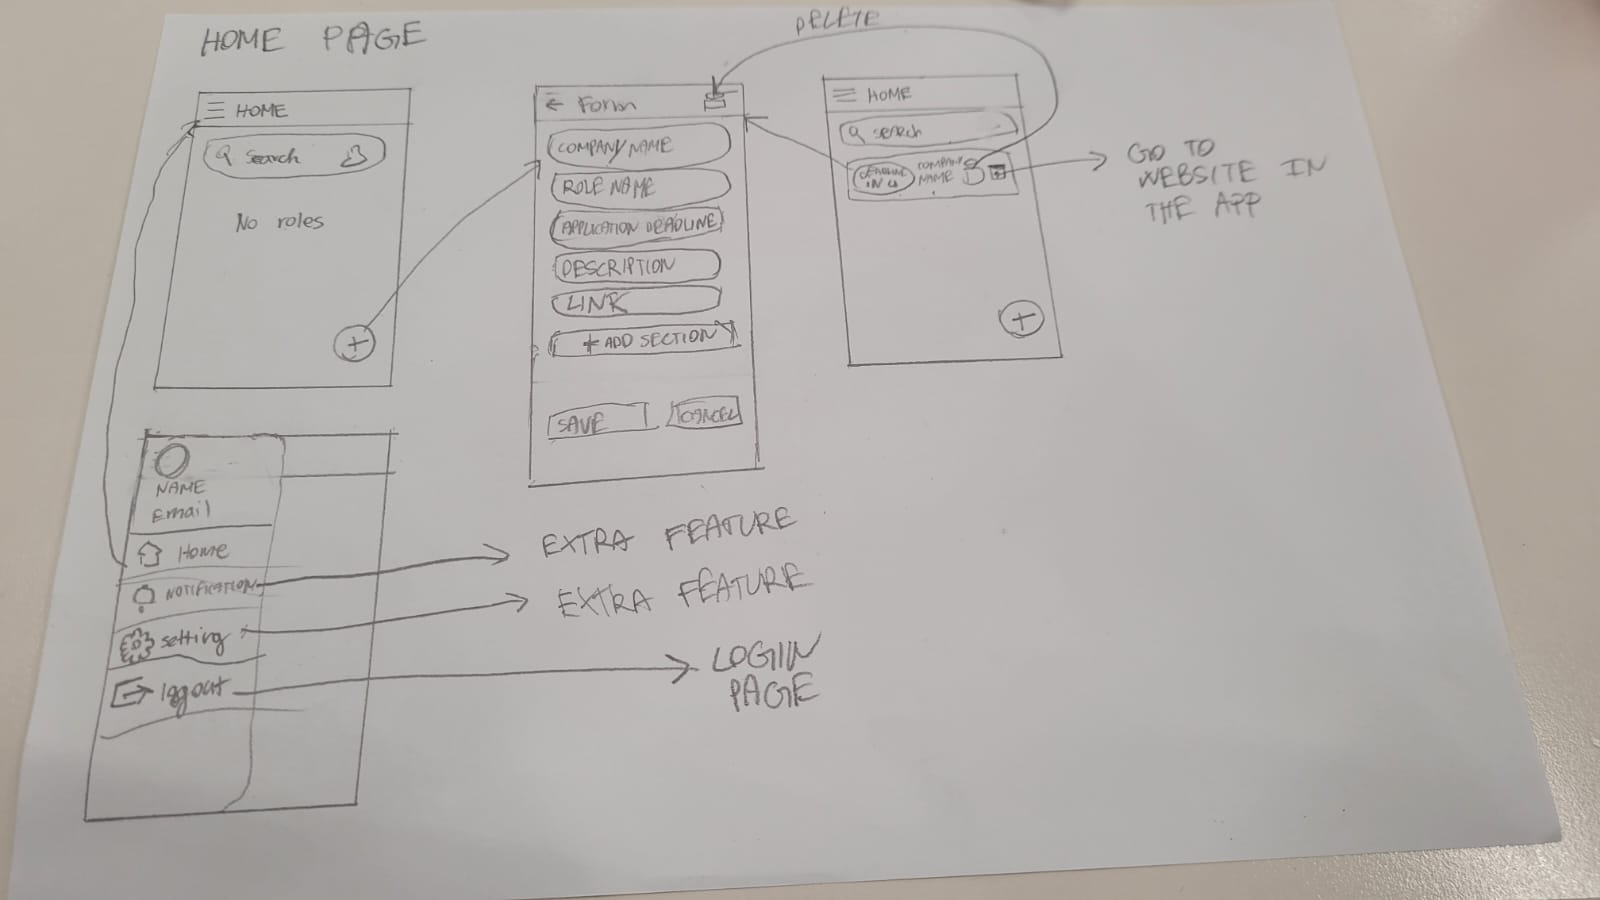 HOME PAGE
DELETE
HOME
search
No roles
+
Form
COMPANY NAME
ROLE NAME
APPLICATION DEADLINE
DESCRIPTION
LINK
+ ADD SECTION
SAVE
CANCEL
HOME
search
DEADLINE
IN
COMPANY
NAME
+
GO TO
WEBSITE IN
THE APP
NAME
Email
Home
NOTIFICATION
setting
logout
EXTRA FEATURE
EXTRA FEATURE
LOGIN
PAGE